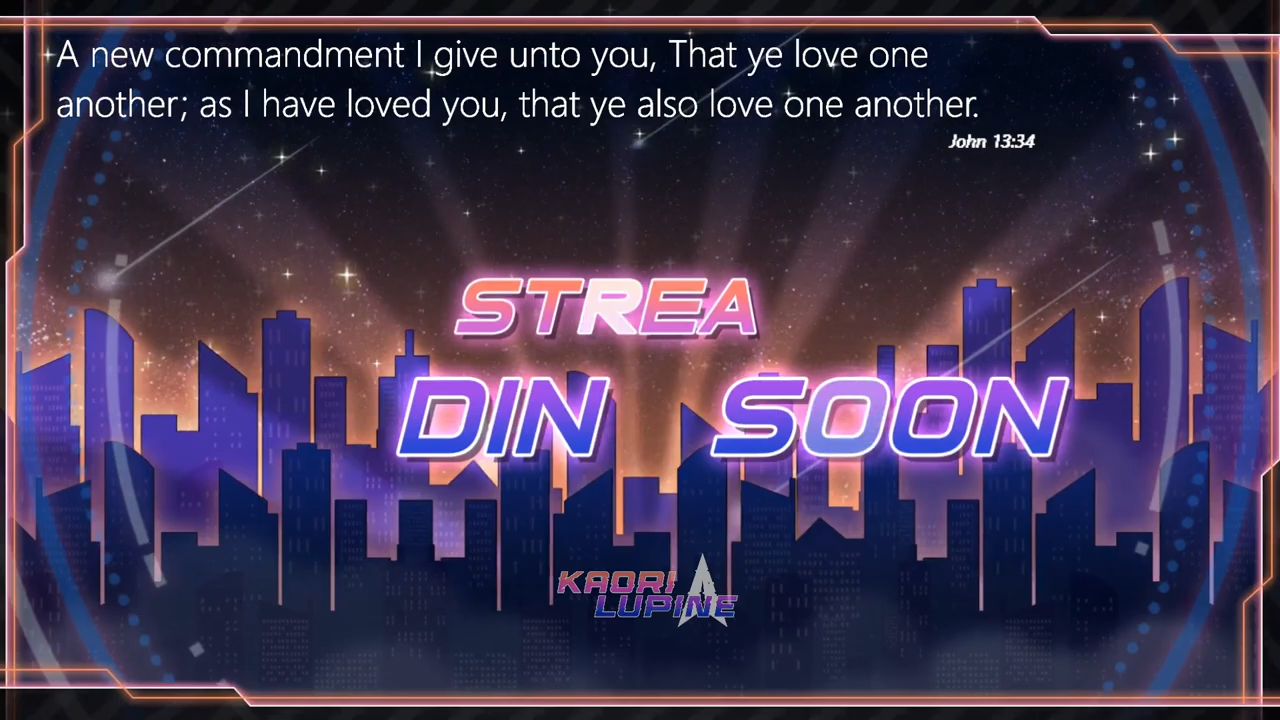 A new commandment I give unto you, That ye love one
another; as I have loved you, that ye also love one another.
John 13:34
STREA
DIN SOON
KAORI
LUPINE